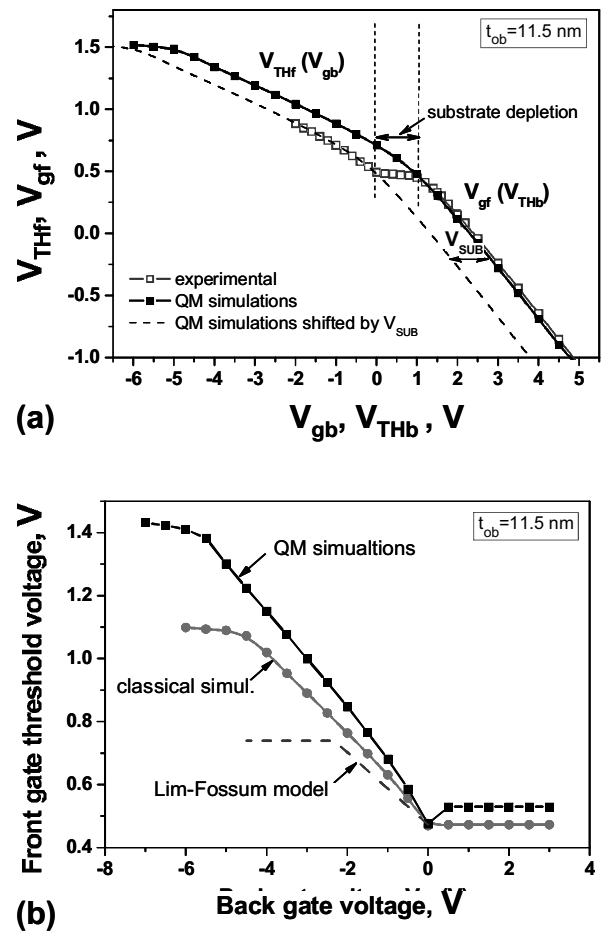 (a)
V_THf, V_gf, V
1.5
1.0
0.5
0.0
-0.5
-1.0
t_ob=11.5 nm
V_THf (V_gb)
substrate depletion
V_gf (V_THb)
V_SUB
experimental
QM simulations
QM simulations shifted by V_SUB
-6 -5 -4 -3 -2 -1 0 1 2 3 4 5
V_gb, V_THb , V
(b)
Front gate threshold voltage, V
1.4
1.2
1.0
0.8
0.6
0.4
t_ob=11.5 nm
QM simualtions
classical simul.
Lim-Fossum model
-8 -6 -4 -2 0 2 4
Back gate voltage, V